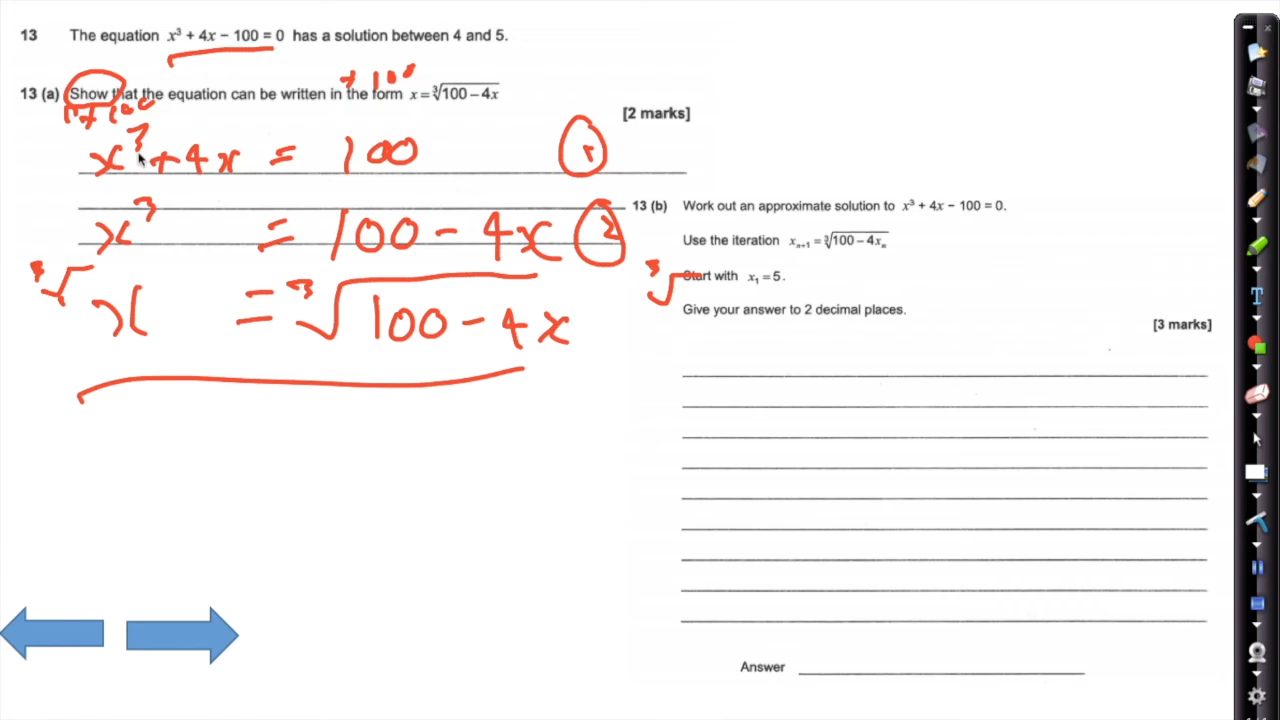 13 The equation x³ + 4x − 100 = 0 has a solution between 4 and 5.
+ 100
13 (a) Show that the equation can be written in the form x = ∛(100 − 4x)
+ 100
[2 marks]
x³ + 4x = 100 1
x³ = 100 − 4x 2
∛ x = ∛(100 − 4x) ∛
13 (b) Work out an approximate solution to x³ + 4x − 100 = 0.
Use the iteration xₙ₊₁ = ∛(100 − 4xₙ)
Start with x₁ = 5.
Give your answer to 2 decimal places.
[3 marks]
Answer
T